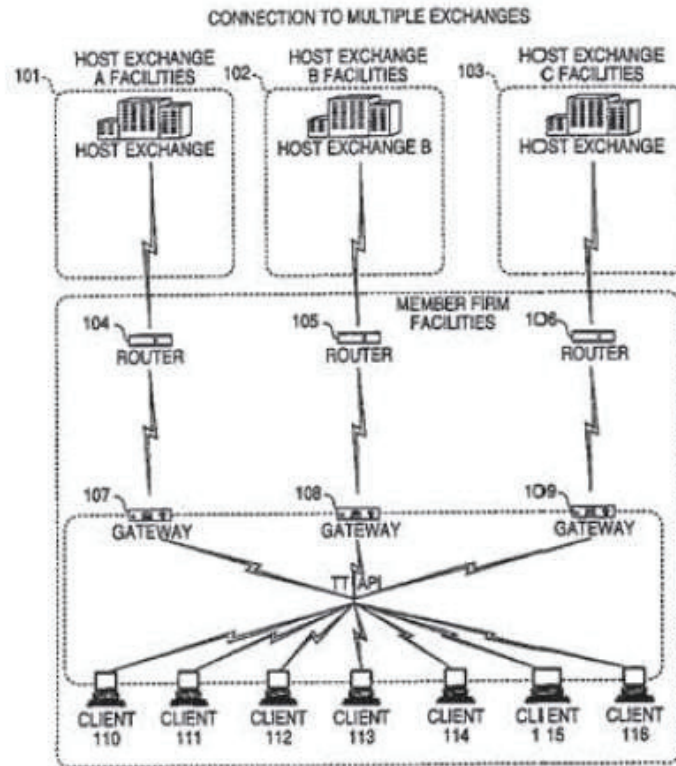 CONNECTION TO MULTIPLE EXCHANGES
101
HOST EXCHANGE
A FACILITIES
HOST EXCHANGE
102
HOST EXCHANGE
B FACILITIES
HOST EXCHANGE B
103
HOST EXCHANGE
C FACILITIES
HOST EXCHANGE
MEMBER FIRM
FACILITIES
104
ROUTER
105
ROUTER
106
ROUTER
107
GATEWAY
108
GATEWAY
109
GATEWAY
TT API
CLIENT
110
CLIENT
111
CLIENT
112
CLIENT
113
CLIENT
114
CLIENT
115
CLIENT
116